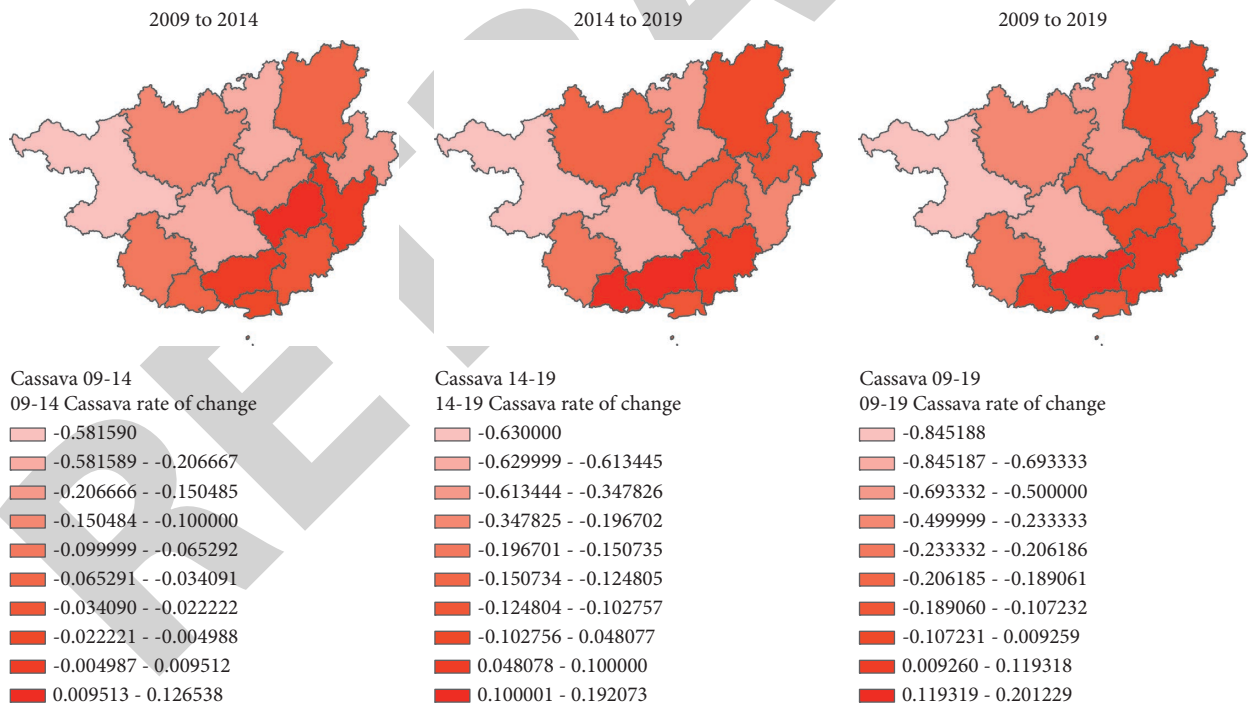 2009 to 2014
2014 to 2019
2009 to 2019
Cassava 09-14
09-14 Cassava rate of change
-0.581590
-0.581589 - -0.206667
-0.206666 - -0.150485
-0.150484 - -0.100000
-0.099999 - -0.065292
-0.065291 - -0.034091
-0.034090 - -0.022222
-0.022221 - -0.004988
-0.004987 - 0.009512
0.009513 - 0.126538
Cassava 14-19
14-19 Cassava rate of change
-0.630000
-0.629999 - -0.613445
-0.613444 - -0.347826
-0.347825 - -0.196702
-0.196701 - -0.150735
-0.150734 - -0.124805
-0.124804 - -0.102757
-0.102756 - 0.048077
0.048078 - 0.100000
0.100001 - 0.192073
Cassava 09-19
09-19 Cassava rate of change
-0.845188
-0.845187 - -0.693333
-0.693332 - -0.500000
-0.499999 - -0.233333
-0.233332 - -0.206186
-0.206185 - -0.189061
-0.189060 - -0.107232
-0.107231 - 0.009259
0.009260 - 0.119318
0.119319 - 0.201229